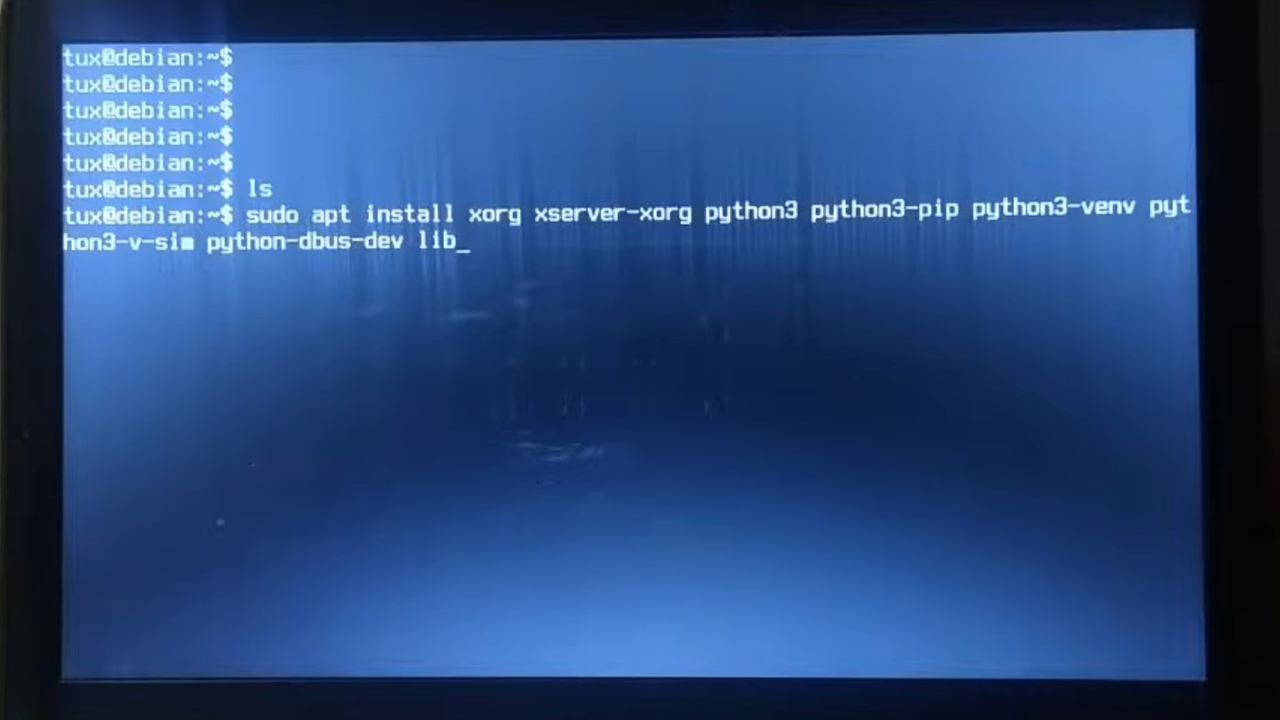 tux@debian:~$
tux@debian:~$
tux@debian:~$
tux@debian:~$
tux@debian:~$
tux@debian:~$ ls
tux@debian:~$ sudo apt install xorg xserver-xorg python3 python3-pip python3-venv pyt
hon3-v-sim python-dbus-dev lib_